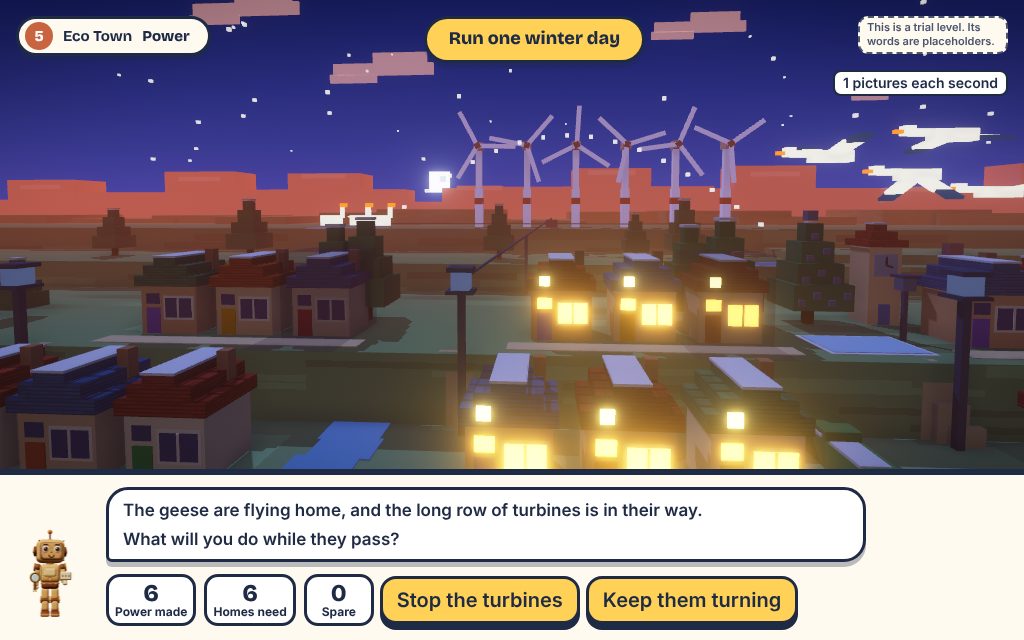 5 Eco Town Power
Run one winter day
This is a trial level. Its
words are placeholders.
1 pictures each second
The geese are flying home, and the long row of turbines is in their way.
What will you do while they pass?
6
Power made
6
Homes need
0
Spare
Stop the turbines
Keep them turning